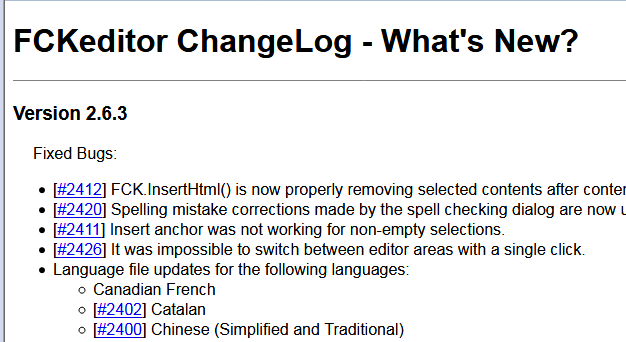 FCKeditor ChangeLog - What's New?
Version 2.6.3
Fixed Bugs:
[#2412] FCK.InsertHtml() is now properly removing selected contents after
[#2420] Spelling mistake corrections made by the spell checking dialog are now
[#2411] Insert anchor was not working for non-empty selections.
[#2426] It was impossible to switch between editor areas with a single click.
Language file updates for the following languages:
Canadian French
[#2402] Catalan
[#2400] Chinese (Simplified and Traditional)